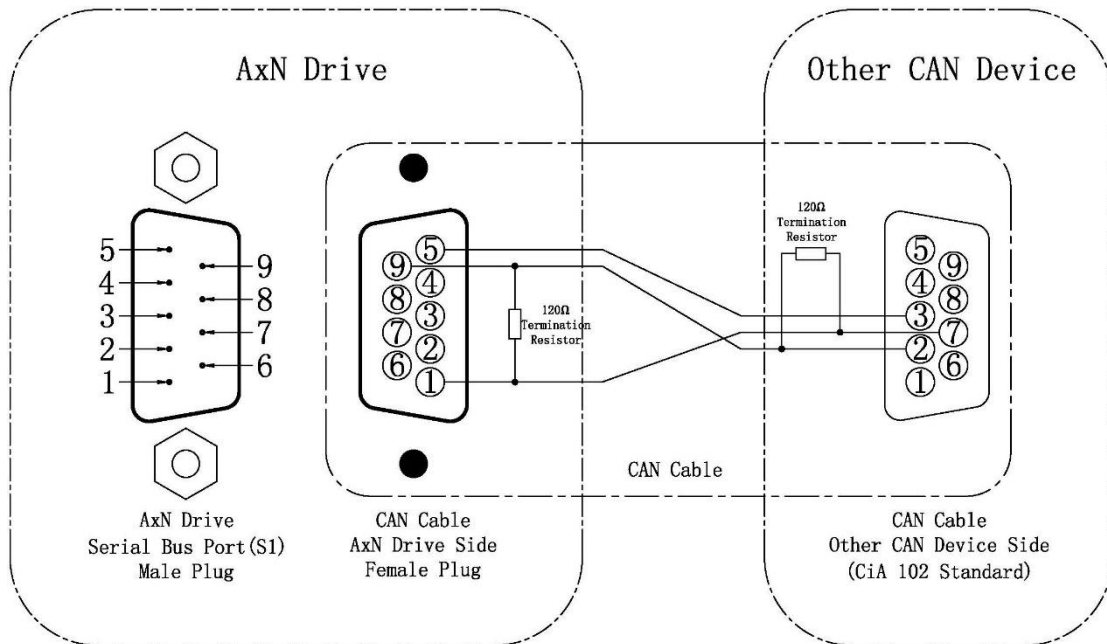 AxN Drive
Other CAN Device
5
4
3
2
1
9
8
7
6
5
4
3
2
1
9
8
7
6
120Ω
Termination
Resistor
120Ω
Termination
Resistor
5
4
3
2
1
9
8
7
6
CAN Cable
AxN Drive
Serial Bus Port(S1)
Male Plug
CAN Cable
AxN Drive Side
Female Plug
CAN Cable
Other CAN Device Side
(CiA 102 Standard)